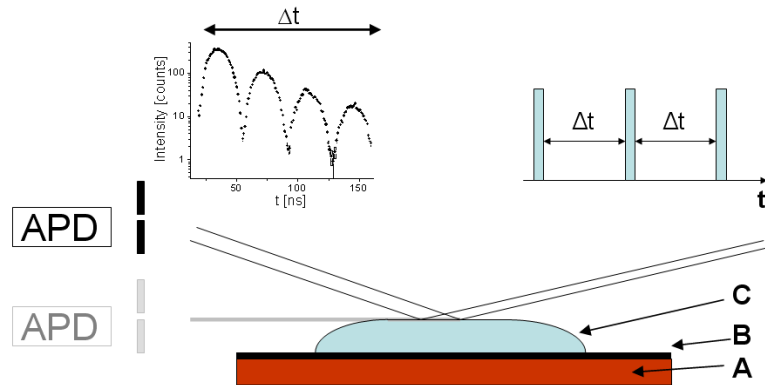 Δt
Intensity [counts]
100
10
1
50
100
150
t [ns]
Δt
Δt
t
APD
APD
C
B
A